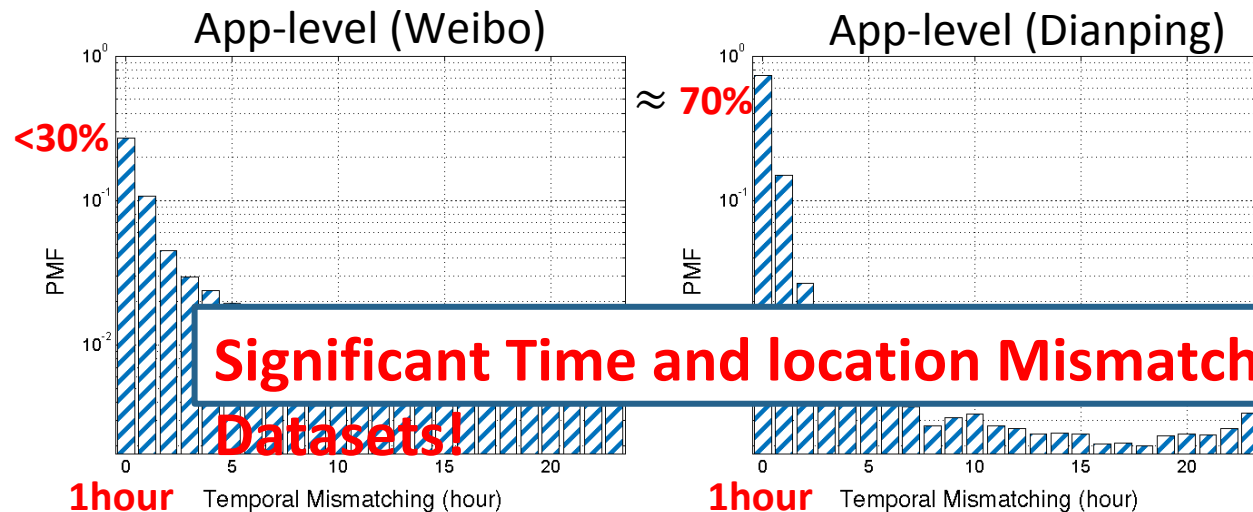 App-level (Weibo)
App-level (Dianping)
10^0
≈ 70%
<30%
10^-1
PMF
10^-2
Significant Time and location Mismatch
Datasets!
0 5 10 15 20
1hour Temporal Mismatching (hour)
10^0
10^-1
PMF
0 5 10 15 20
1hour Temporal Mismatching (hour)